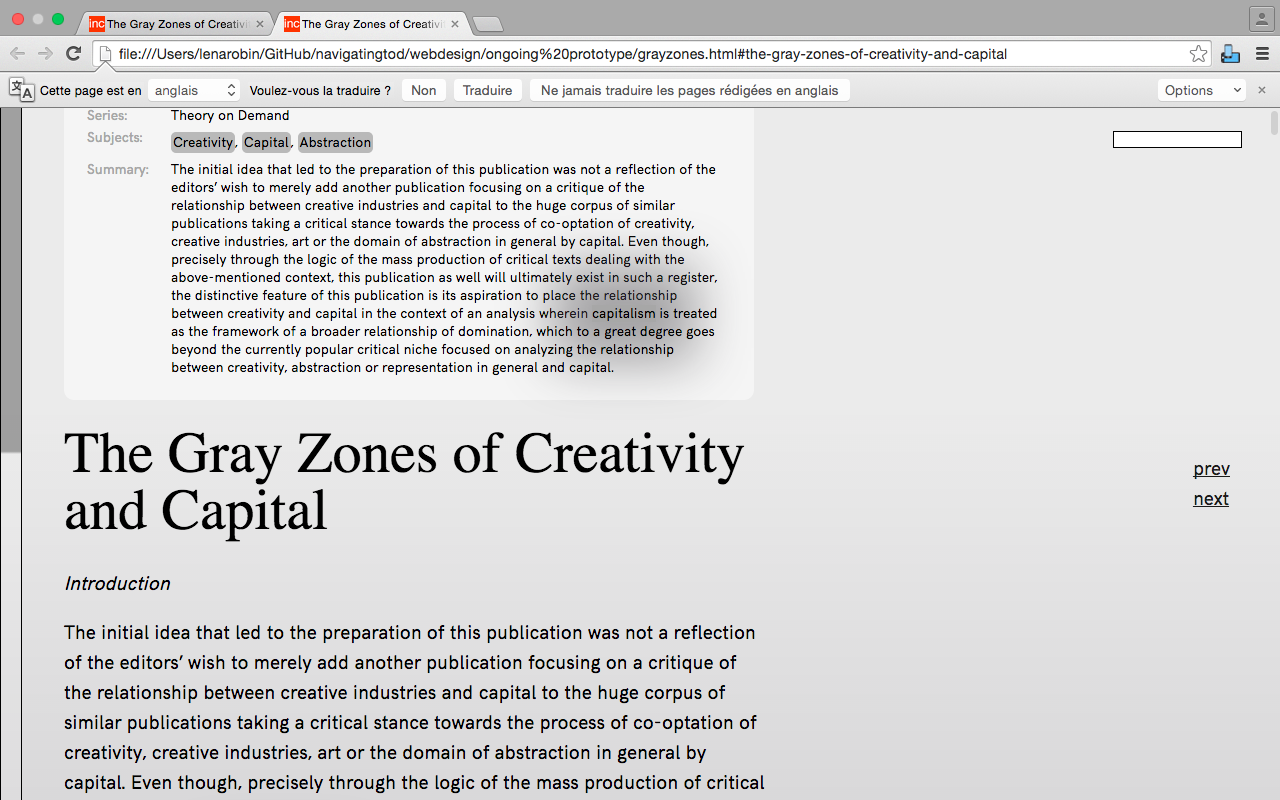 The Gray Zones of Creativi
The Gray Zones of Creativi
file:///Users/lenarobin/GitHub/navigatingtod/webdesign/ongoing%20prototype/grayzones.html#the-gray-zones-of-creativity-and-capital
Cette page est en anglais Voulez-vous la traduire ? Non Traduire Ne jamais traduire les pages rédigées en anglais Options
Series: Theory on Demand
Subjects: Creativity, Capital, Abstraction
Summary: The initial idea that led to the preparation of this publication was not a reflection of the
editors’ wish to merely add another publication focusing on a critique of the
relationship between creative industries and capital to the huge corpus of similar
publications taking a critical stance towards the process of co-optation of creativity,
creative industries, art or the domain of abstraction in general by capital. Even though,
precisely through the logic of the mass production of critical texts dealing with the
above-mentioned context, this publication as well will ultimately exist in such a register,
the distinctive feature of this publication is its aspiration to place the relationship
between creativity and capital in the context of an analysis wherein capitalism is treated
as the framework of a broader relationship of domination, which to a great degree goes
beyond the currently popular critical niche focused on analyzing the relationship
between creativity, abstraction or representation in general and capital.
The Gray Zones of Creativity
and Capital
prev
next
Introduction
The initial idea that led to the preparation of this publication was not a reflection
of the editors’ wish to merely add another publication focusing on a critique of
the relationship between creative industries and capital to the huge corpus of
similar publications taking a critical stance towards the process of co-optation of
creativity, creative industries, art or the domain of abstraction in general by
capital. Even though, precisely through the logic of the mass production of critical